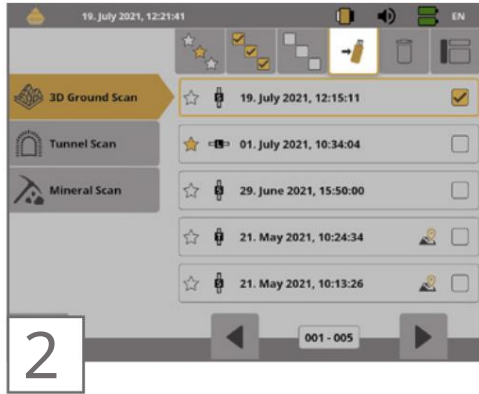 19. July 2021, 12:21:41 EN
3D Ground Scan
S 19. July 2021, 12:15:11
Tunnel Scan
L 01. July 2021, 10:34:04
Mineral Scan
S 29. June 2021, 15:50:00
T 21. May 2021, 10:24:34
S 21. May 2021, 10:13:26
001 - 005
2